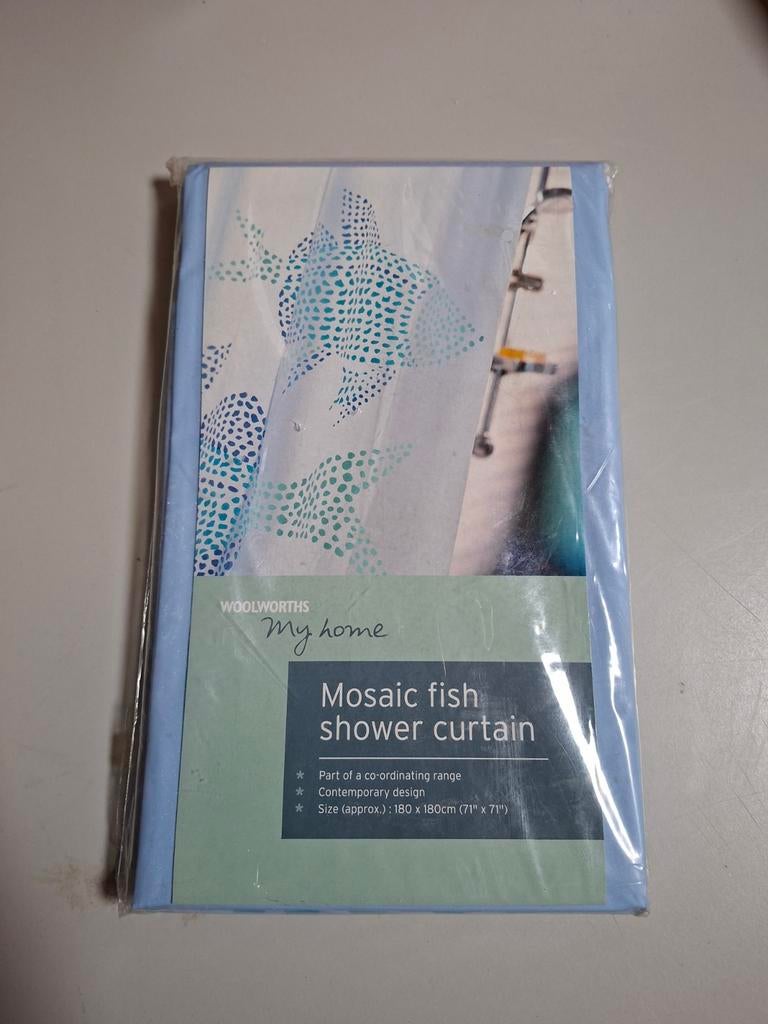 WOOLWORTHS
My home
Mosaic fish
shower curtain
* Part of a co-ordinating range
* Contemporary design
* Size (approx.) : 180 x 180cm (71" x 71")